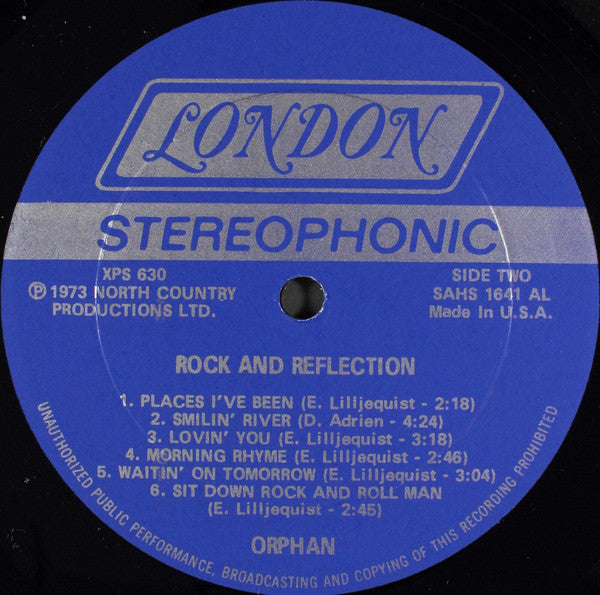 LONDON
STEREOPHONIC
XPS 630
℗ 1973 NORTH COUNTRY
PRODUCTIONS LTD.
SIDE TWO
SAHS 1641 AL
Made In U.S.A.
ROCK AND REFLECTION
1. PLACES I'VE BEEN (E. Lilljequist - 2:18)
2. SMILIN' RIVER (D. Adrien - 4:24)
3. LOVIN' YOU (E. Lilljequist - 3:18)
4. MORNING RHYME (E. Lilljequist - 2:46)
5. WAITIN' ON TOMORROW (E. Lilljequist - 3:04)
6. SIT DOWN ROCK AND ROLL MAN
(E. Lilljequist - 2:45)
ORPHAN
UNAUTHORIZED PUBLIC PERFORMANCE, BROADCASTING AND COPYING OF THIS RECORDING PROHIBITED